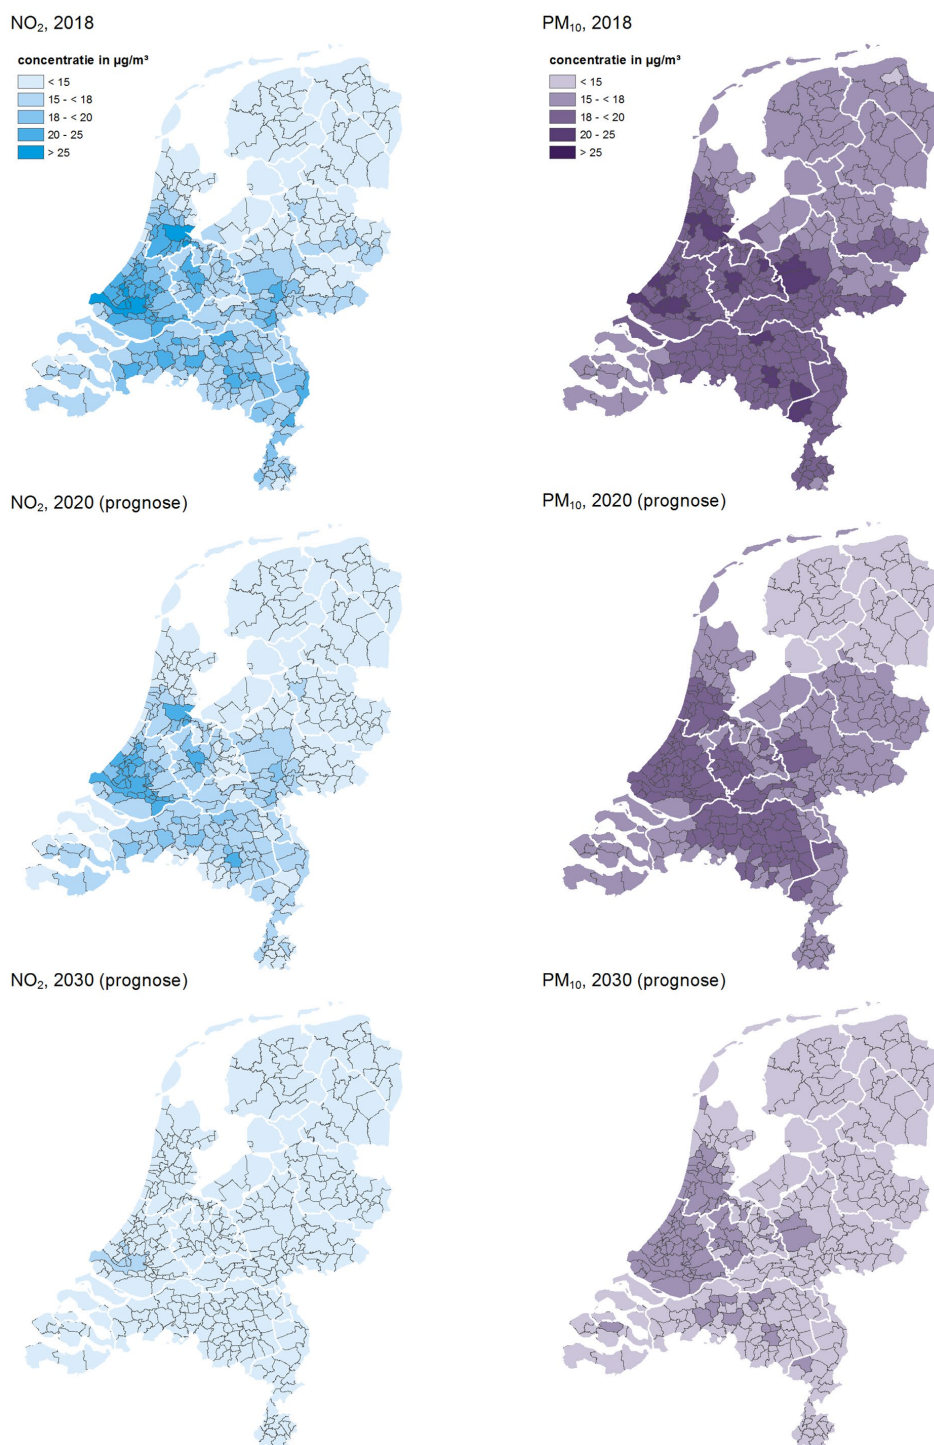 NO₂, 2018
concentratie in µg/m³
< 15
15 - < 18
18 - < 20
20 - 25
> 25
PM₁₀, 2018
concentratie in µg/m³
< 15
15 - < 18
18 - < 20
20 - 25
> 25
NO₂, 2020 (prognose)
PM₁₀, 2020 (prognose)
NO₂, 2030 (prognose)
PM₁₀, 2030 (prognose)